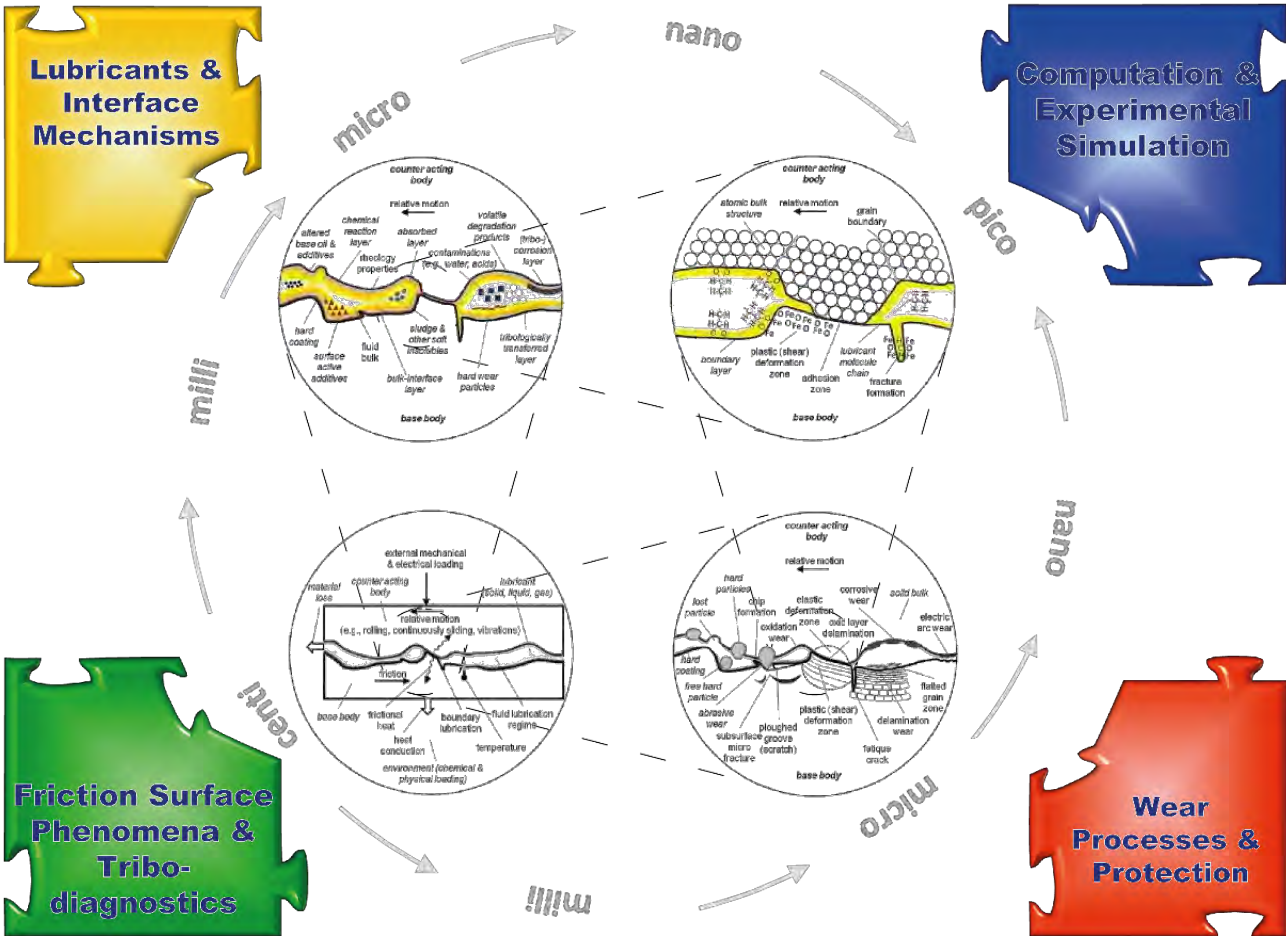 Lubricants &
Interface
Mechanisms
nano
Computation &
Experimental
Simulation
micro
pico
milli
nano
centi
micro
milli
counter acting
body
relative motion
altered
base oil &
additives
chemical
reaction
layer
rheology
properties
absorbed
layer
contaminations
(e.g., water, acids)
volatile
degradation
products
(tribo-)
corrosion
layer
hard
coating
surface
active
additives
fluid
bulk
bulk-interface
layer
sludge &
other soft
insolubles
hard wear
particles
tribologically
transferred
layer
base body
counter acting
body
atomic bulk
structure
relative motion
grain
boundary
H-C-H
H-C-H
Fe
boundary
layer
plastic (shear)
deformation
zone
adhesion
zone
lubricant
molecule
chain
fracture
formation
base body
external mechanical
& electrical loading
material
loss
counter acting
body
lubricant
(solid, liquid, gas)
relative motion
(e.g., rolling, continuously sliding, vibrations)
friction
base body
frictional
heat
heat
conduction
boundary
lubrication
fluid lubrication
regime
temperature
environment (chemical &
physical loading)
counter acting
body
relative motion
lost
particle
hard
particles
chip
formation
oxidation
wear
elastic
deformation
zone
oxid layer
delamination
corrosive
wear
solid bulk
electric
arc wear
hard
coating
free hard
particle
abrasive
wear
subsurface
micro
fracture
ploughed
groove
(scratch)
plastic (shear)
deformation
zone
fatique
crack
delamination
wear
flatted
grain
zone
base body
Friction Surface
Phenomena &
Tribo-
diagnostics
Wear
Processes &
Protection